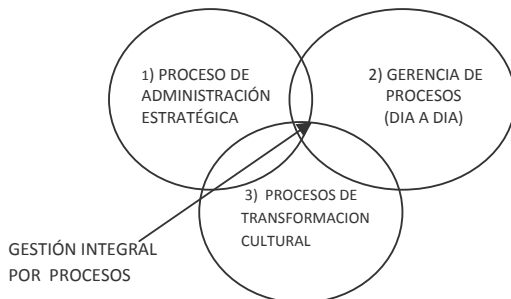 1) PROCESO DE
ADMINISTRACIÓN
ESTRATÉGICA
2) GERENCIA DE
PROCESOS
(DIA A DIA)
3) PROCESOS DE
TRANSFORMACION
CULTURAL
GESTIÓN INTEGRAL
POR PROCESOS